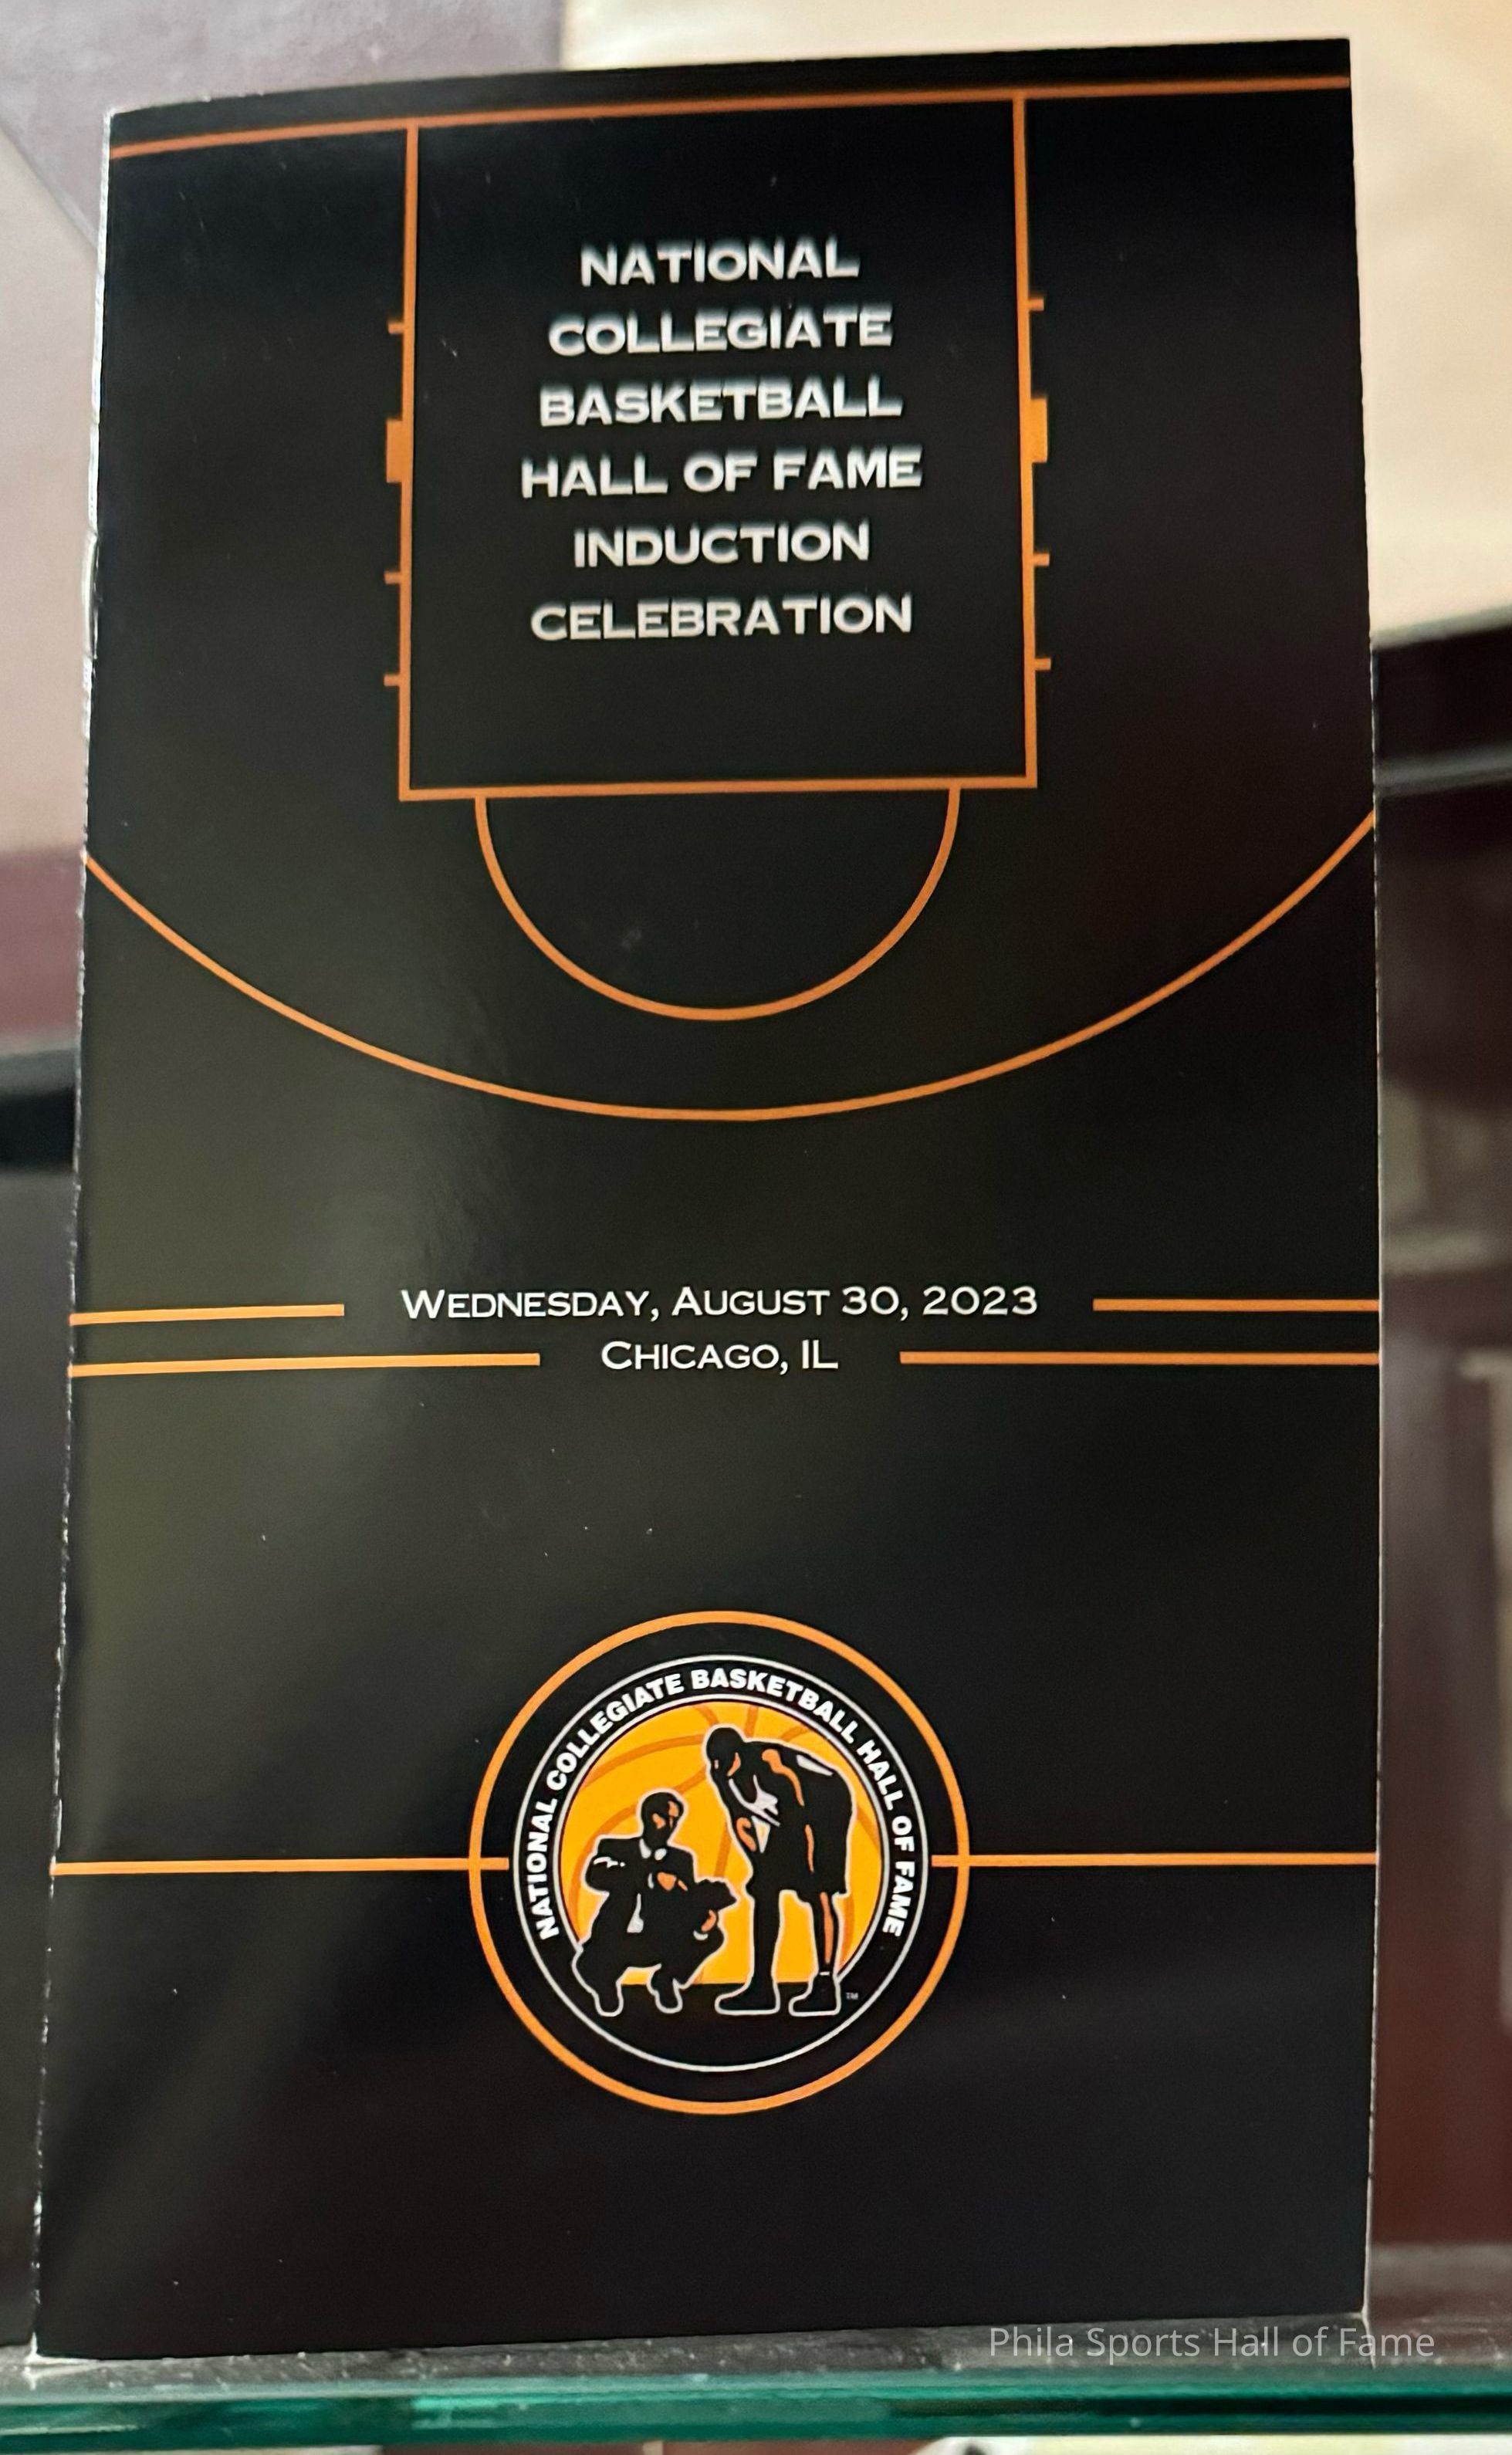 NATIONAL
COLLEGIATE
BASKETBALL
HALL OF FAME
INDUCTION
CELEBRATION
WEDNESDAY, AUGUST 30, 2023
CHICAGO, IL
NATIONAL COLLEGIATE BASKETBALL HALL OF FAME
TM
Phila Sports Hall of Fame